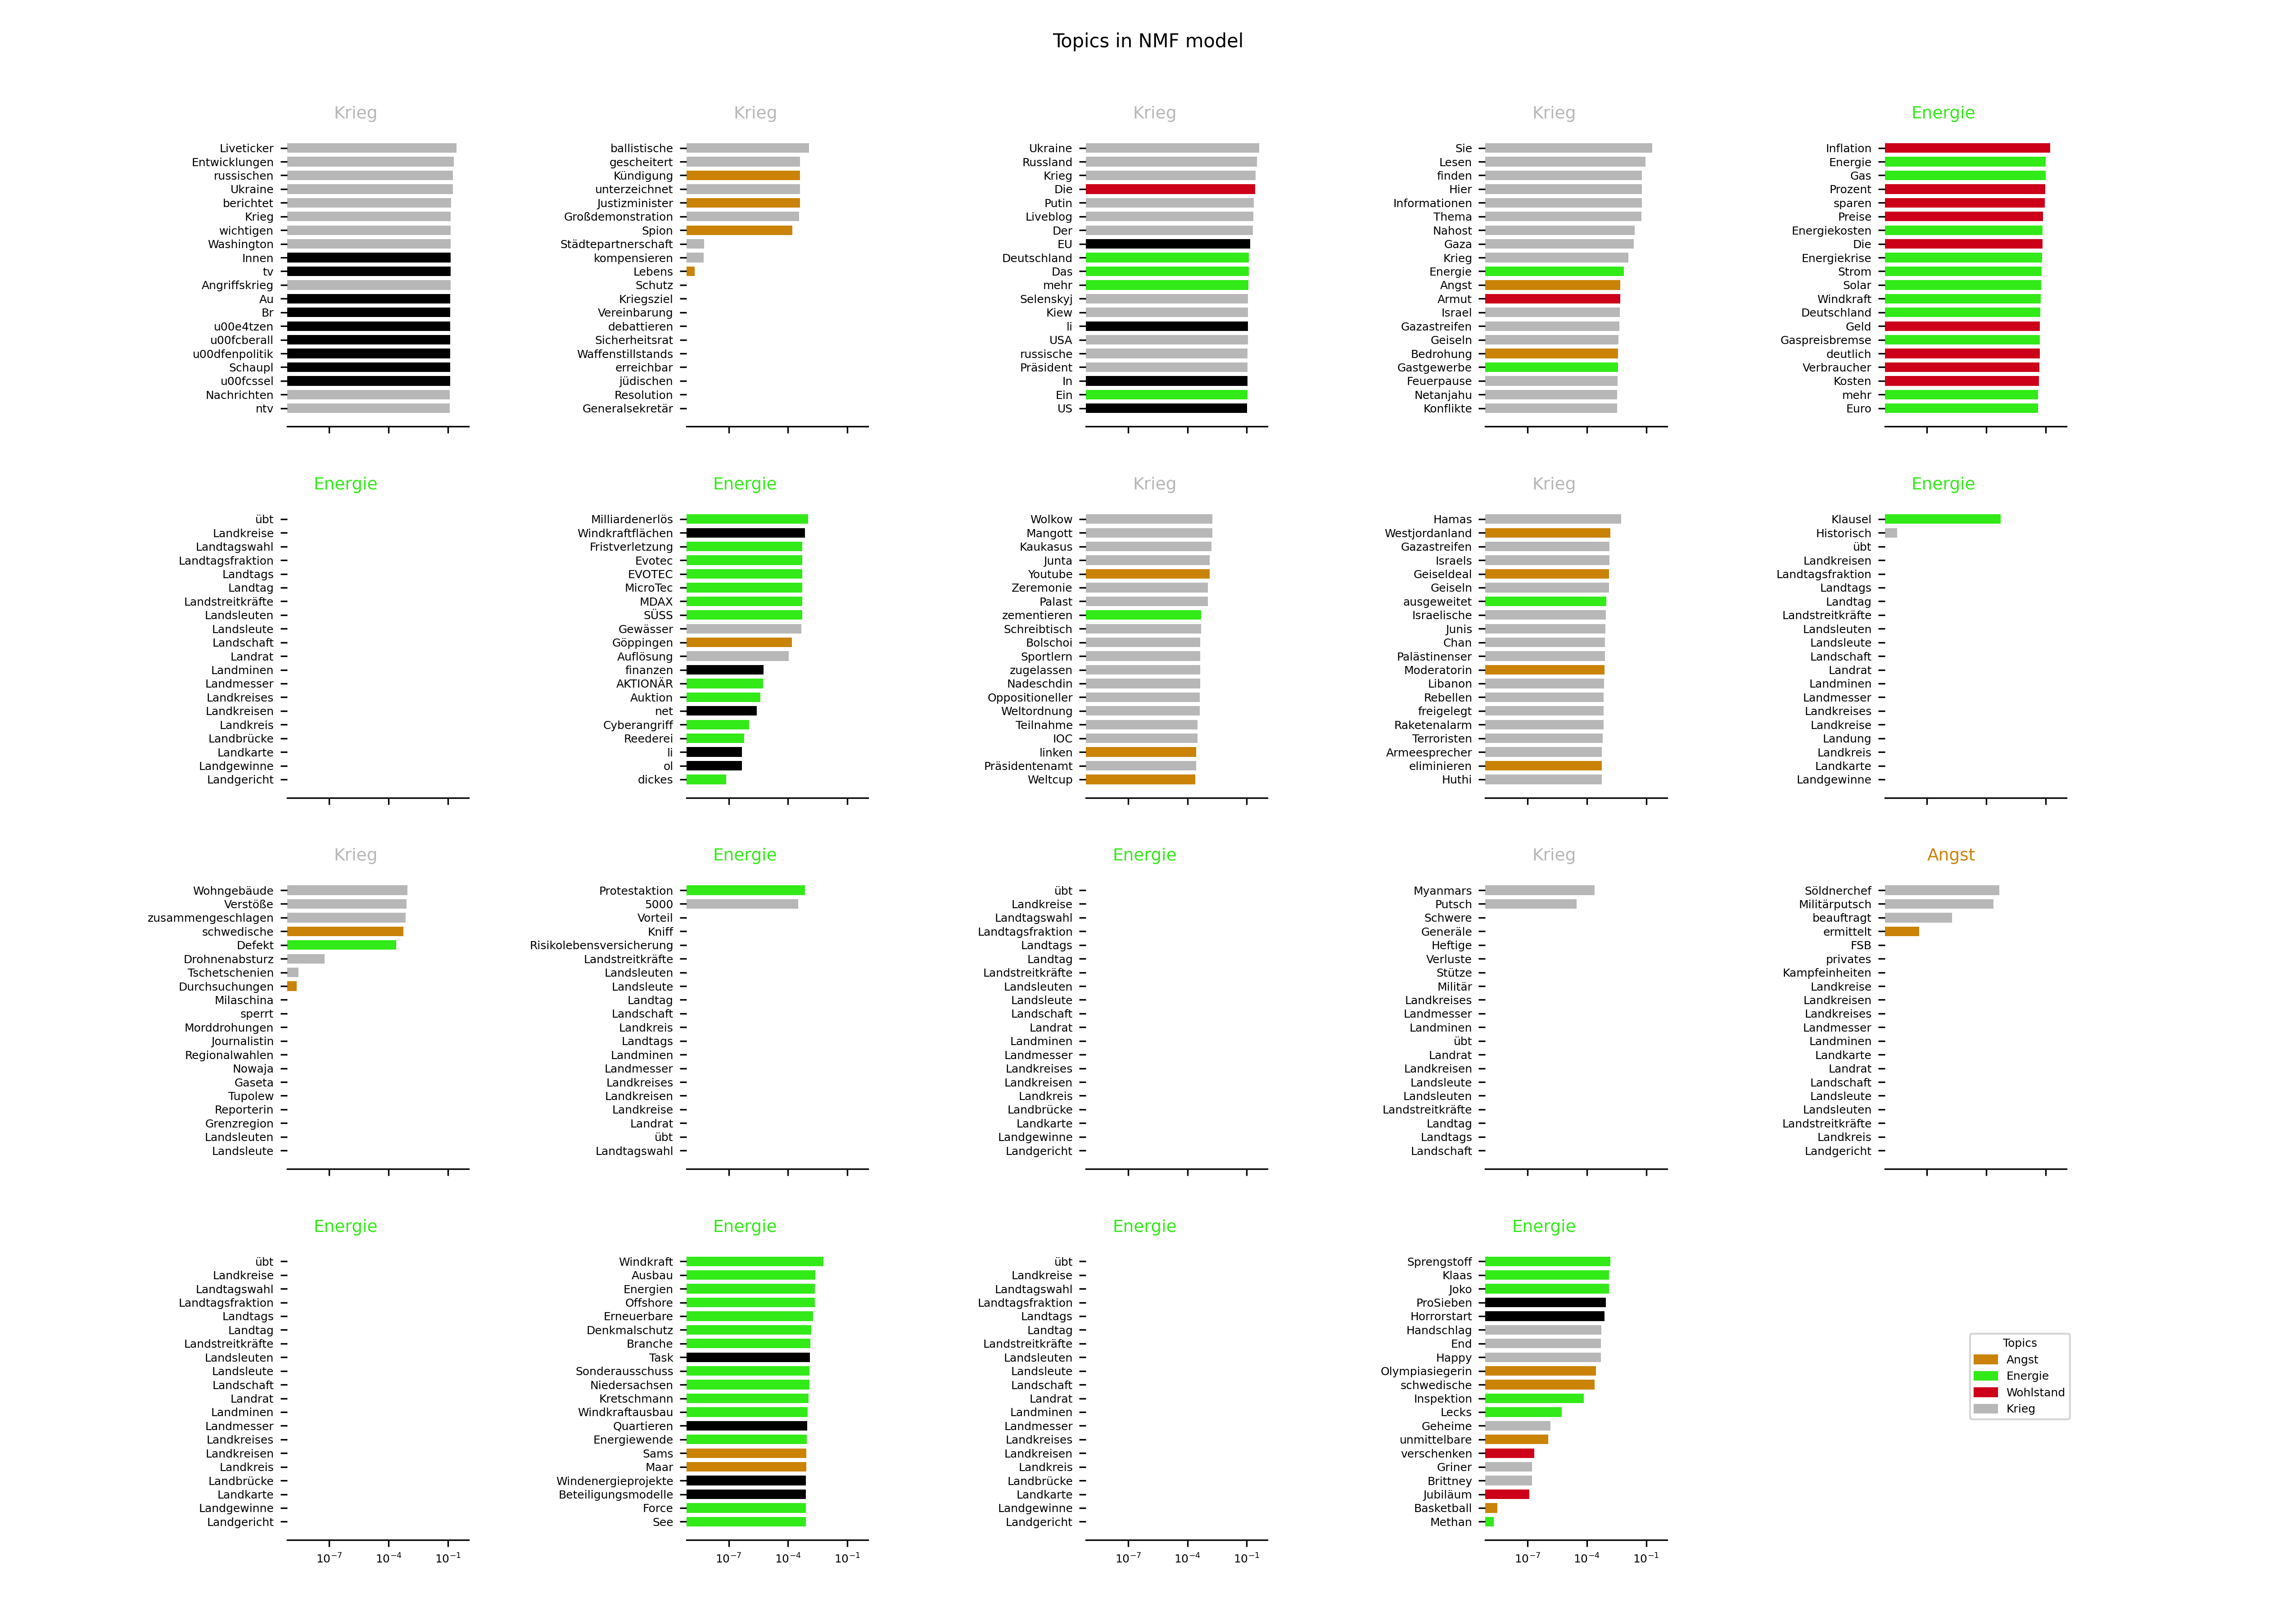 Topics in NMF model
Krieg
Liveticker
Entwicklungen
russischen
Ukraine
berichtet
Krieg
wichtigen
Washington
Innen
tv
Angriffskrieg
Au
Br
u00e4tzen
u00fcberall
u00dfenpolitik
Schaupl
u00fcssel
Nachrichten
ntv
Krieg
ballistische
gescheitert
Kündigung
unterzeichnet
Justizminister
Großdemonstration
Spion
Städtepartnerschaft
kompensieren
Lebens
Schutz
Kriegsziel
Vereinbarung
debattieren
Sicherheitsrat
Waffenstillstands
erreichbar
jüdischen
Resolution
Generalsekretär
Krieg
Ukraine
Russland
Krieg
Die
Putin
Liveblog
Der
EU
Deutschland
Das
mehr
Selenskyj
Kiew
li
USA
russische
Präsident
In
Ein
US
Krieg
Sie
Lesen
finden
Hier
Informationen
Thema
Nahost
Gaza
Krieg
Energie
Angst
Armut
Israel
Gazastreifen
Geiseln
Bedrohung
Gastgewerbe
Feuerpause
Netanjahu
Konflikte
Energie
Inflation
Energie
Gas
Prozent
sparen
Preise
Energiekosten
Die
Energiekrise
Strom
Solar
Windkraft
Deutschland
Geld
Gaspreisbremse
deutlich
Verbraucher
Kosten
mehr
Euro
Energie
übt
Landkreise
Landtagswahl
Landtagsfraktion
Landtags
Landtag
Landstreitkräfte
Landsleuten
Landsleute
Landschaft
Landrat
Landminen
Landmesser
Landkreises
Landkreisen
Landkreis
Landbrücke
Landkarte
Landgewinne
Landgericht
Energie
Milliardenerlös
Windkraftflächen
Fristverletzung
Evotec
EVOTEC
MicroTec
MDAX
SÜSS
Gewässer
Göppingen
Auflösung
finanzen
AKTIONÄR
Auktion
net
Cyberangriff
Reederei
li
ol
dickes
Krieg
Wolkow
Mangott
Kaukasus
Junta
Youtube
Zeremonie
Palast
zementieren
Schreibtisch
Bolschoi
Sportlern
zugelassen
Nadeschdin
Oppositioneller
Weltordnung
Teilnahme
IOC
linken
Präsidentenamt
Weltcup
Krieg
Hamas
Westjordanland
Gazastreifen
Israels
Geiseldeal
Geiseln
ausgeweitet
Israelische
Junis
Chan
Palästinenser
Moderatorin
Libanon
Rebellen
freigelegt
Raketenalarm
Terroristen
Armeesprecher
eliminieren
Huthi
Energie
Klausel
Historisch
übt
Landkreisen
Landtagsfraktion
Landtags
Landtag
Landstreitkräfte
Landsleuten
Landsleute
Landschaft
Landrat
Landminen
Landmesser
Landkreises
Landkreise
Landung
Landkreis
Landkarte
Landgewinne
Krieg
Wohngebäude
Verstöße
zusammengeschlagen
schwedische
Defekt
Drohnenabsturz
Tschetschenien
Durchsuchungen
Milaschina
sperrt
Morddrohungen
Journalistin
Regionalwahlen
Nowaja
Gaseta
Tupolew
Reporterin
Grenzregion
Landsleuten
Landsleute
Energie
Protestaktion
5000
Vorteil
Kniff
Risikolebensversicherung
Landstreitkräfte
Landsleuten
Landsleute
Landtag
Landschaft
Landkreis
Landtags
Landminen
Landmesser
Landkreises
Landkreisen
Landkreise
Landrat
übt
Landtagswahl
Energie
übt
Landkreise
Landtagswahl
Landtagsfraktion
Landtags
Landtag
Landstreitkräfte
Landsleuten
Landsleute
Landschaft
Landrat
Landminen
Landmesser
Landkreises
Landkreisen
Landkreis
Landbrücke
Landkarte
Landgewinne
Landgericht
Krieg
Myanmars
Putsch
Schwere
Generäle
Heftige
Verluste
Stütze
Militär
Landkreises
Landmesser
Landminen
übt
Landrat
Landkreisen
Landsleute
Landsleuten
Landstreitkräfte
Landtag
Landtags
Landschaft
Angst
Söldnerchef
Militärputsch
beauftragt
ermittelt
FSB
privates
Kampfeinheiten
Landkreise
Landkreisen
Landkreises
Landmesser
Landminen
Landkarte
Landrat
Landschaft
Landsleute
Landsleuten
Landstreitkräfte
Landkreis
Landgericht
Energie
übt
Landkreise
Landtagswahl
Landtagsfraktion
Landtags
Landtag
Landstreitkräfte
Landsleuten
Landsleute
Landschaft
Landrat
Landminen
Landmesser
Landkreises
Landkreisen
Landkreis
Landbrücke
Landkarte
Landgewinne
Landgericht
10⁻⁷ 10⁻⁴ 10⁻¹
Energie
Windkraft
Ausbau
Energien
Offshore
Erneuerbare
Denkmalschutz
Branche
Task
Sonderausschuss
Niedersachsen
Kretschmann
Windkraftausbau
Quartieren
Energiewende
Sams
Maar
Windenergieprojekte
Beteiligungsmodelle
Force
See
10⁻⁷ 10⁻⁴ 10⁻¹
Energie
übt
Landkreise
Landtagswahl
Landtagsfraktion
Landtags
Landtag
Landstreitkräfte
Landsleuten
Landsleute
Landschaft
Landrat
Landminen
Landmesser
Landkreises
Landkreisen
Landkreis
Landbrücke
Landkarte
Landgewinne
Landgericht
10⁻⁷ 10⁻⁴ 10⁻¹
Energie
Sprengstoff
Klaas
Joko
ProSieben
Horrorstart
Handschlag
End
Happy
Olympiasiegerin
schwedische
Inspektion
Lecks
Geheime
unmittelbare
verschenken
Griner
Brittney
Jubiläum
Basketball
Methan
10⁻⁷ 10⁻⁴ 10⁻¹
Topics
Angst
Energie
Wohlstand
Krieg